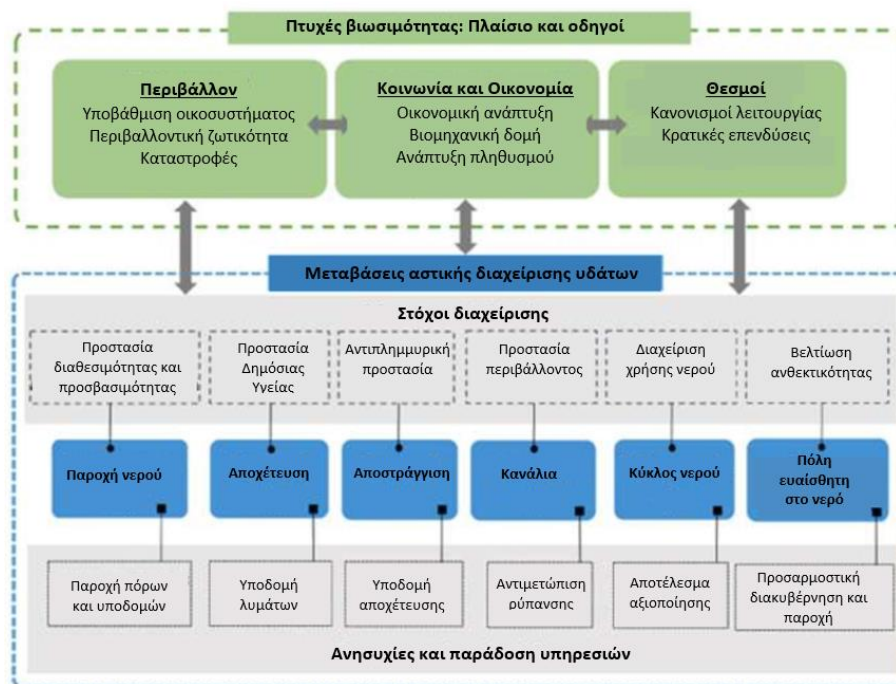 Πτυχές βιωσιμότητας: Πλαίσιο και οδηγοί
Περιβάλλον
Υποβάθμιση οικοσυστήματος
Περιβαλλοντική ζωτικότητα
Καταστροφές
Κοινωνία και Οικονομία
Οικονομική ανάπτυξη
Βιομηχανική δομή
Ανάπτυξη πληθυσμού
Θεσμοί
Κανονισμοί λειτουργίας
Κρατικές επενδύσεις
Μεταβάσεις αστικής διαχείρισης υδάτων
Στόχοι διαχείρισης
Προστασία
διαθεσιμότητας και
προσβασιμότητας
Προστασία
Δημόσιας
Υγείας
Αντιπλημμυρική
προστασία
Προστασία
περιβάλλοντος
Διαχείριση
χρήσης νερού
Βελτίωση
ανθεκτικότητας
Παροχή νερού
Αποχέτευση
Αποστράγγιση
Κανάλια
Κύκλος νερού
Πόλη
ευαίσθητη
στο νερό
Παροχή πόρων
και υποδομών
Υποδομή
λυμάτων
Υποδομή
αποχέτευσης
Αντιμετώπιση
ρύπανσης
Αποτέλεσμα
αξιοποίησης
Προσαρμοστική
διακυβέρνηση και
παροχή
Ανησυχίες και παράδοση υπηρεσιών